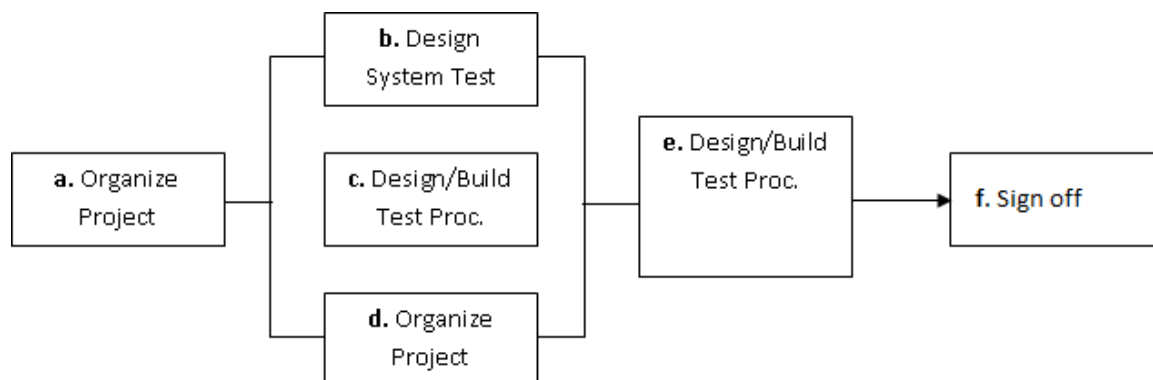 b. Design
System Test
a. Organize
Project
c. Design/Build
Test Proc.
d. Organize
Project
e. Design/Build
Test Proc.
f. Sign off